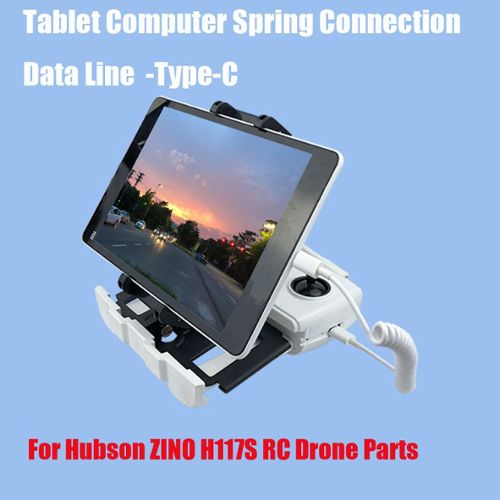 Tablet Computer Spring Connection
Data Line -Type-C
For Hubson ZINO H117S RC Drone Parts